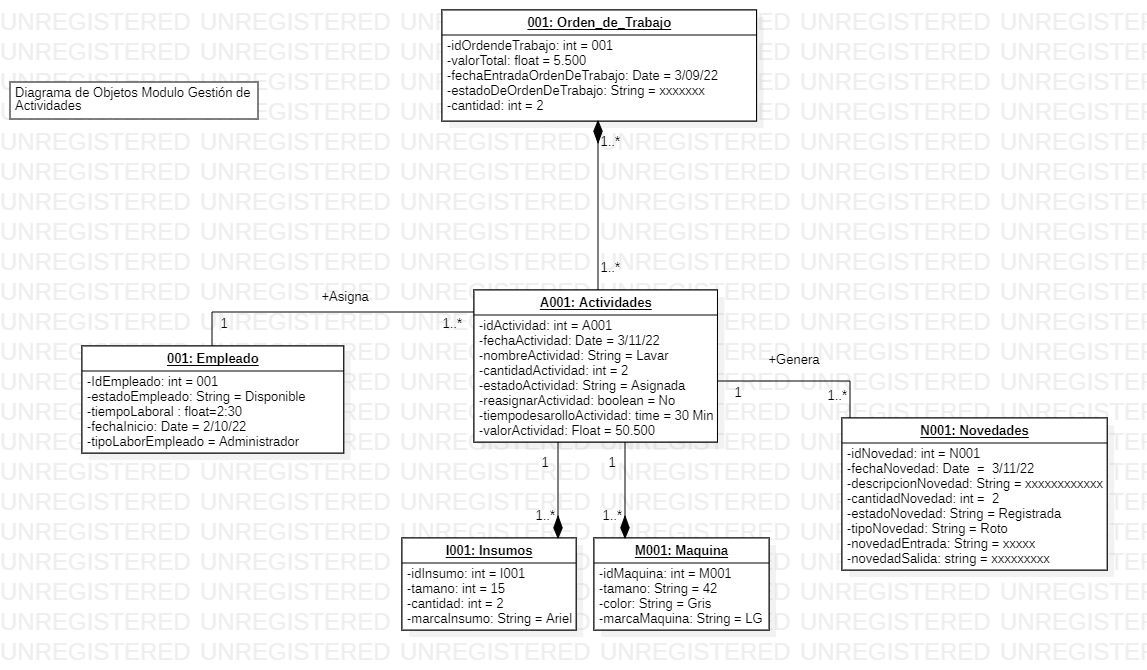 001: Orden_de_Trabajo
-idOrdendeTrabajo: int = 001
-valorTotal: float = 5.500
-fechaEntradaOrdenDeTrabajo: Date = 3/09/22
-estadoDeOrdenDeTrabajo: String = xxxxxxx
-cantidad: int = 2
Diagrama de Objetos Modulo Gestión de
Actividades
1..*
1..*
+Asigna
1
1..*
A001: Actividades
-idActividad: int = A001
-fechaActividad: Date = 3/11/22
-nombreActividad: String = Lavar
-cantidadActividad: int = 2
-estadoActividad: String = Asignada
-reasignarActividad: boolean = No
-tiempodesarolloActividad: time = 30 Min
-valorActividad: Float = 50.500
001: Empleado
-IdEmpleado: int = 001
-estadoEmpleado: String = Disponible
-tiempoLaboral : float=2:30
-fechaInicio: Date = 2/10/22
-tipoLaborEmpleado = Administrador
+Genera
1
1..*
N001: Novedades
-idNovedad: int = N001
-fechaNovedad: Date  =  3/11/22
-descripcionNovedad: String = xxxxxxxxxxxx
-cantidadNovedad: int =  2
-estadoNovedad: String = Registrada
-tipoNovedad: String = Roto
-novedadEntrada: String = xxxxx
-novedadSalida: string = xxxxxxxxx
1
1
1..*
1..*
I001: Insumos
-idInsumo: int = I001
-tamano: int = 15
-cantidad: int = 2
-marcaInsumo: String = Ariel
M001: Maquina
-idMaquina: int = M001
-tamano: String = 42
-color: String = Gris
-marcaMaquina: String = LG
UNREGISTERED